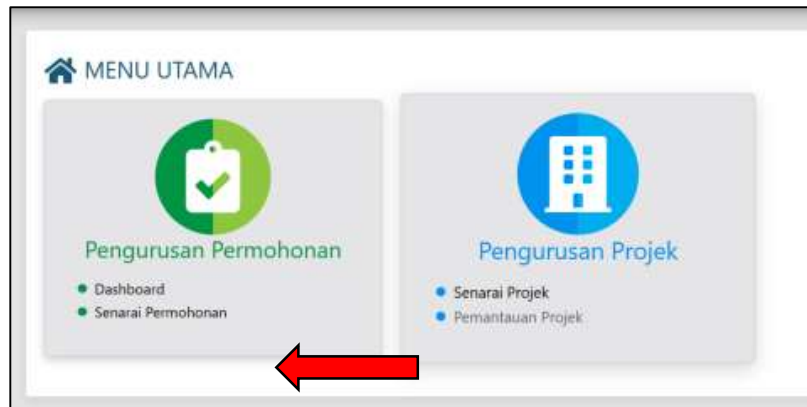 MENU UTAMA
Pengurusan Permohonan
Dashboard
Senarai Permohonan
Pengurusan Projek
Senarai Projek
Pemantauan Projek